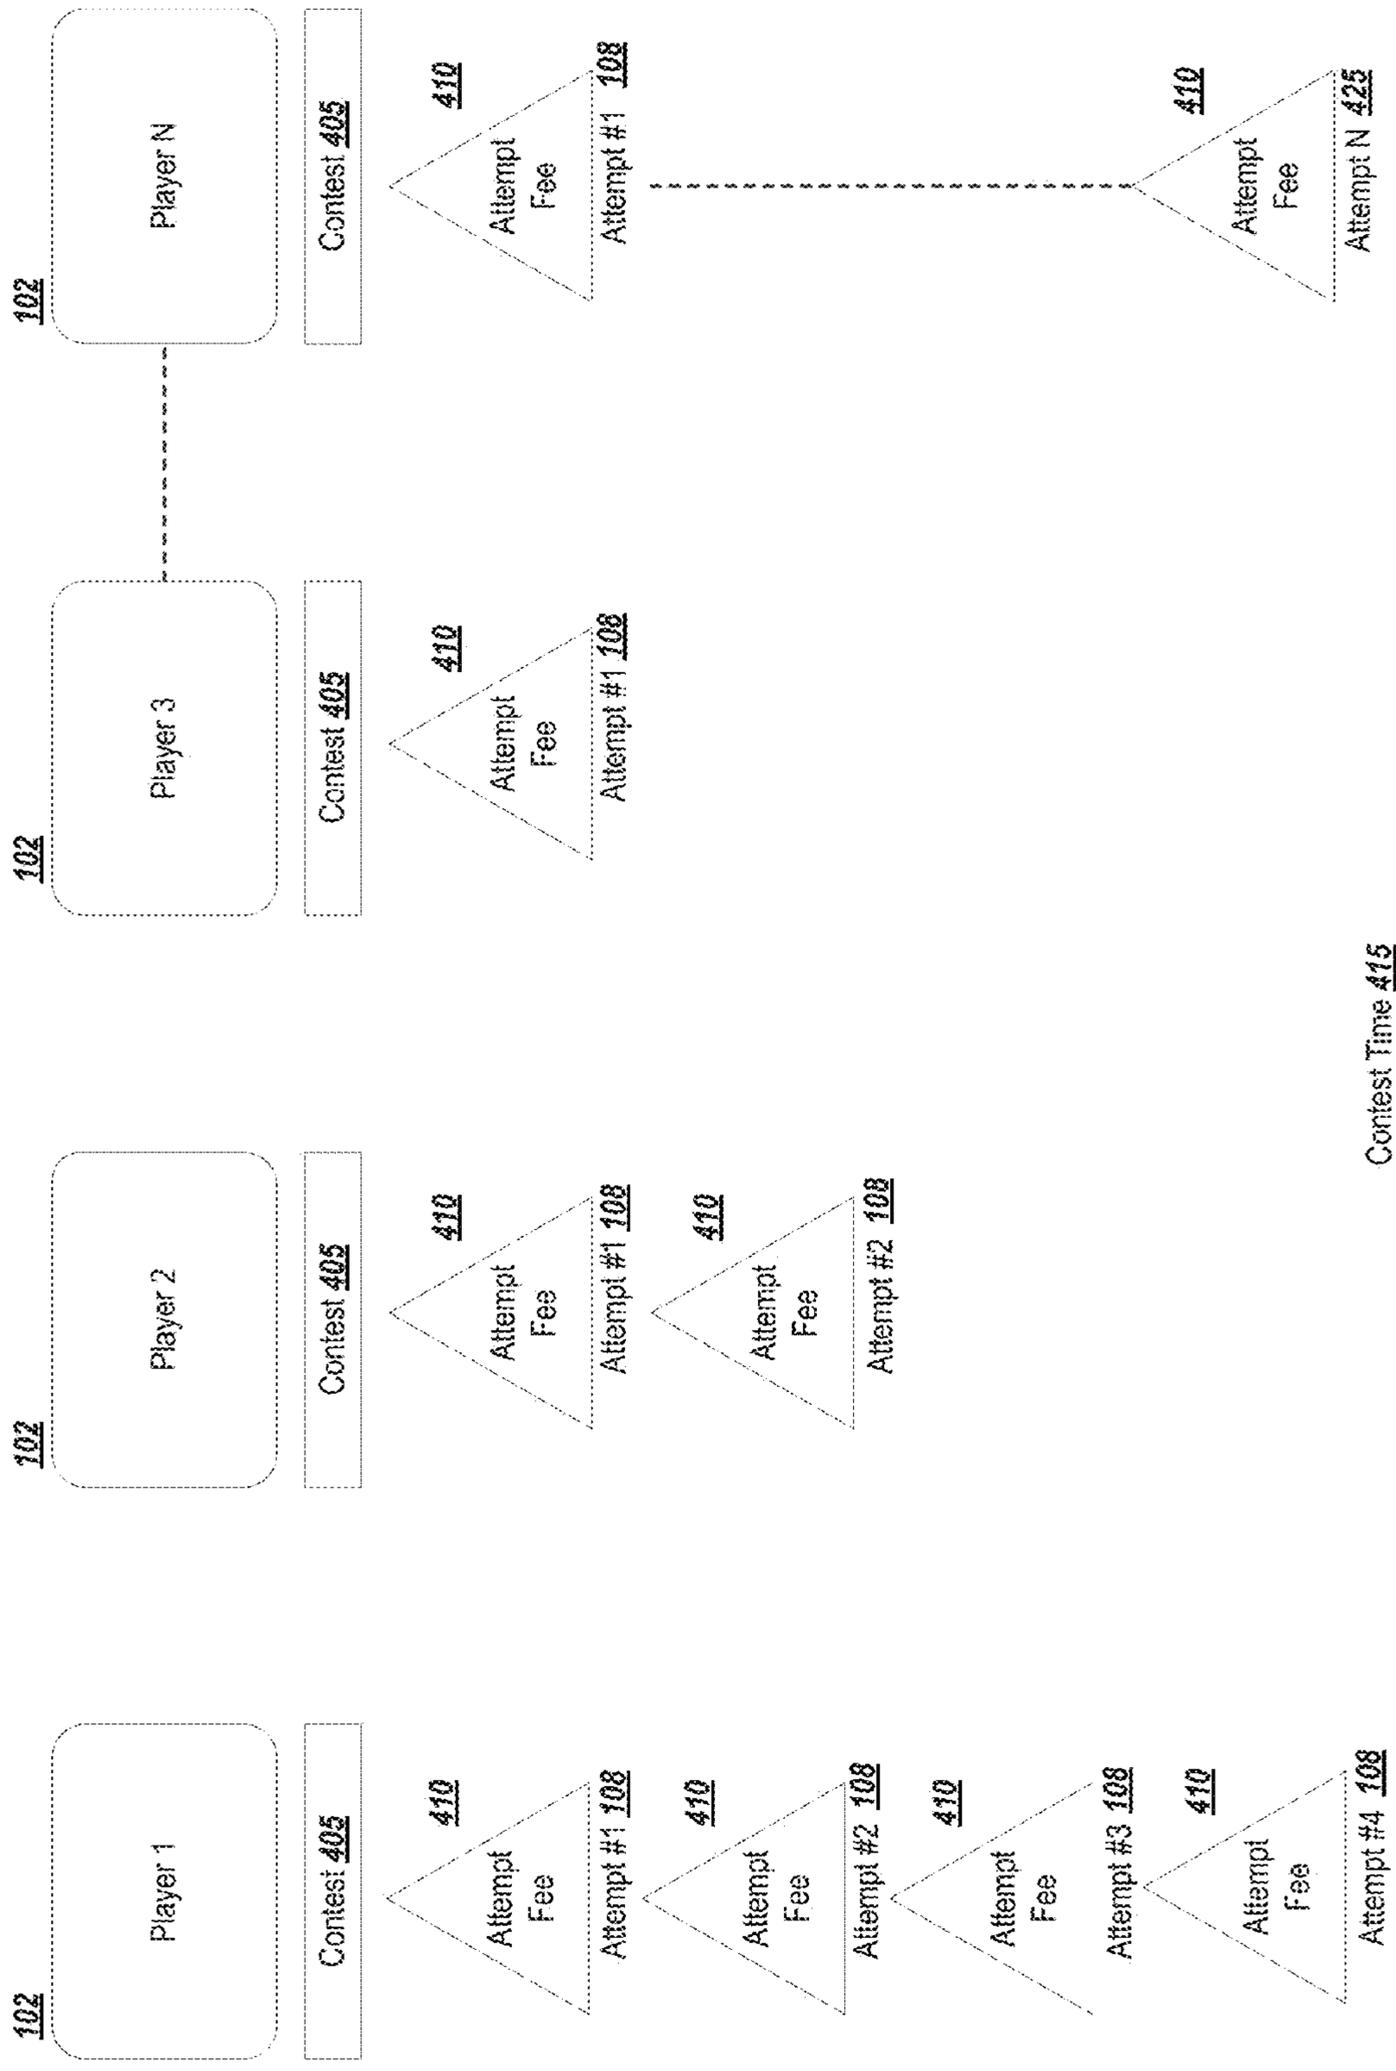 102
Player 1
Contest 405
410
Attempt
Fee
Attempt #1 108
410
Attempt
Fee
Attempt #2 108
410
Attempt
Fee
Attempt #3 108
410
Attempt
Fee
Attempt #4 108
102
Player 2
Contest 405
410
Attempt
Fee
Attempt #1 108
410
Attempt
Fee
Attempt #2 108
102
Player 3
Contest 405
410
Attempt
Fee
Attempt #1 108
102
Player N
Contest 405
410
Attempt
Fee
Attempt #1 108
410
Attempt
Fee
Attempt N 425
Contest Time 415